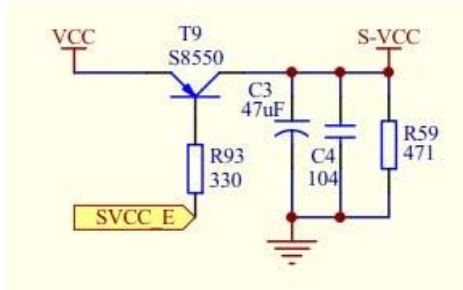 VCC
T9
S8550
S-VCC
C3
47uF
R93
330
C4
104
R59
471
SVCC_E